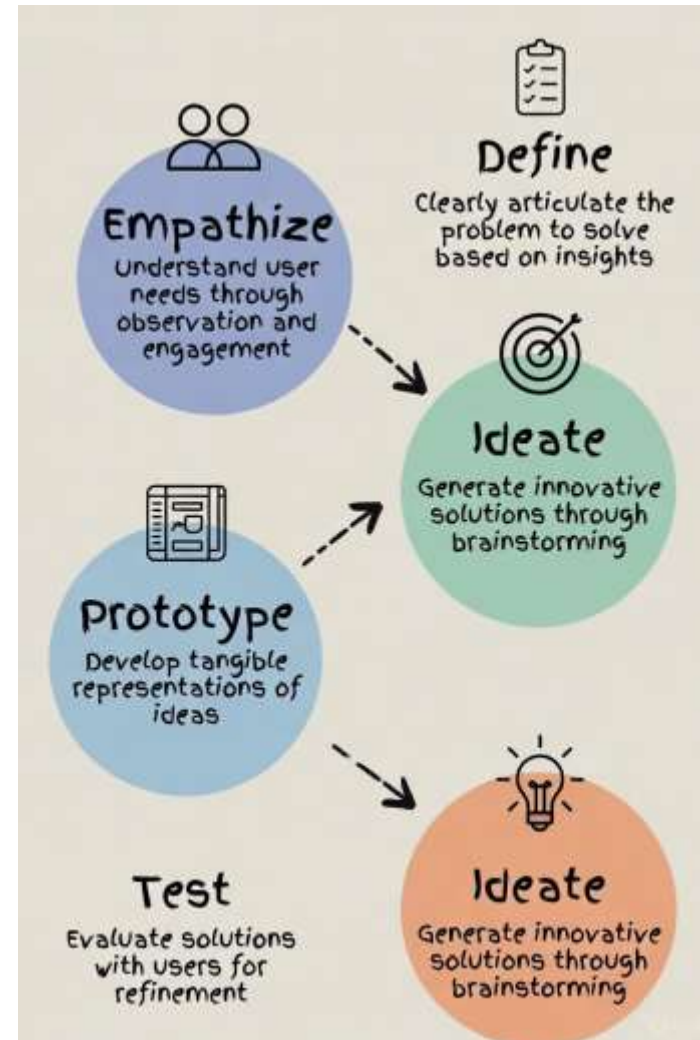 Empathize
Understand user
needs through
observation and
engagement
Define
Clearly articulate the
problem to solve
based on insights
Ideate
Generate innovative
solutions through
brainstorming
Prototype
Develop tangible
representations of
ideas
Test
Evaluate solutions
with users for
refinement
Ideate
Generate innovative
solutions through
brainstorming